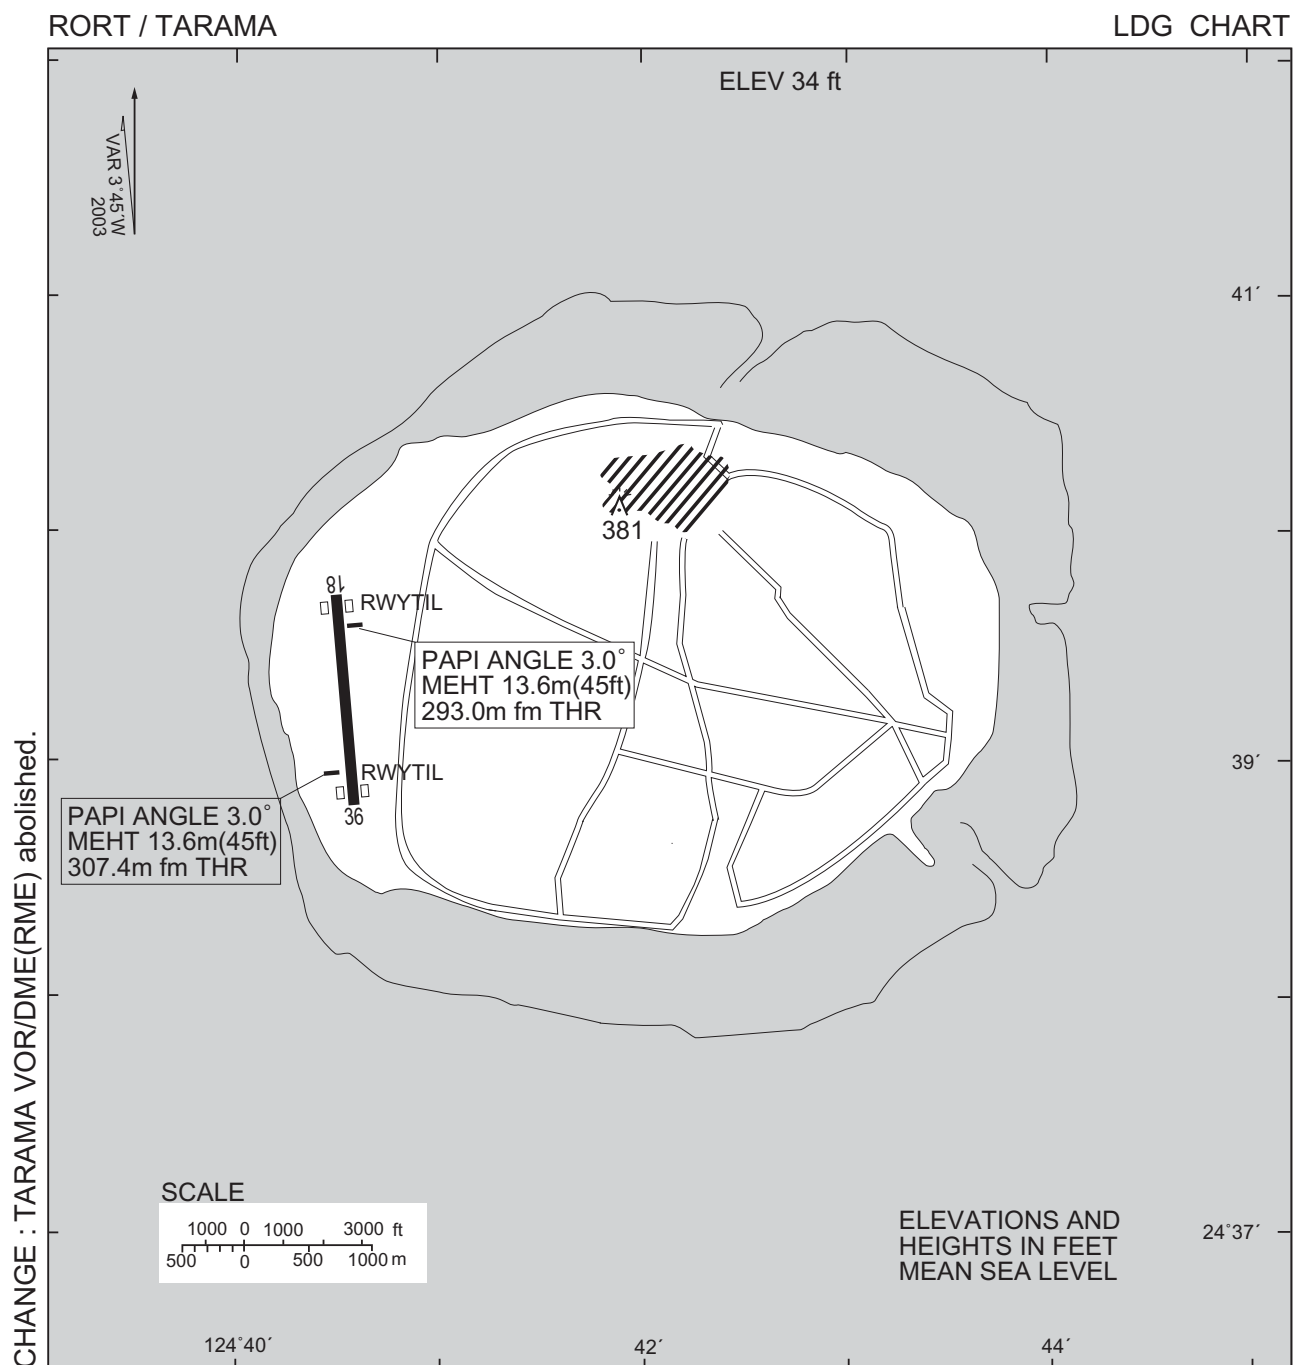 RORT / TARAMA
LDG CHART
ELEV 34 ft
VAR 3°45′W
2003
41′
381
18
RWYTIL
PAPI ANGLE 3.0°
MEHT 13.6m(45ft)
293.0m fm THR
39′
RWYTIL
36
PAPI ANGLE 3.0°
MEHT 13.6m(45ft)
307.4m fm THR
CHANGE : TARAMA VOR/DME(RME) abolished.
SCALE
1000 0 1000 3000 ft
500 0 500 1000 m
ELEVATIONS AND
HEIGHTS IN FEET
MEAN SEA LEVEL
24°37′
124°40′
42′
44′